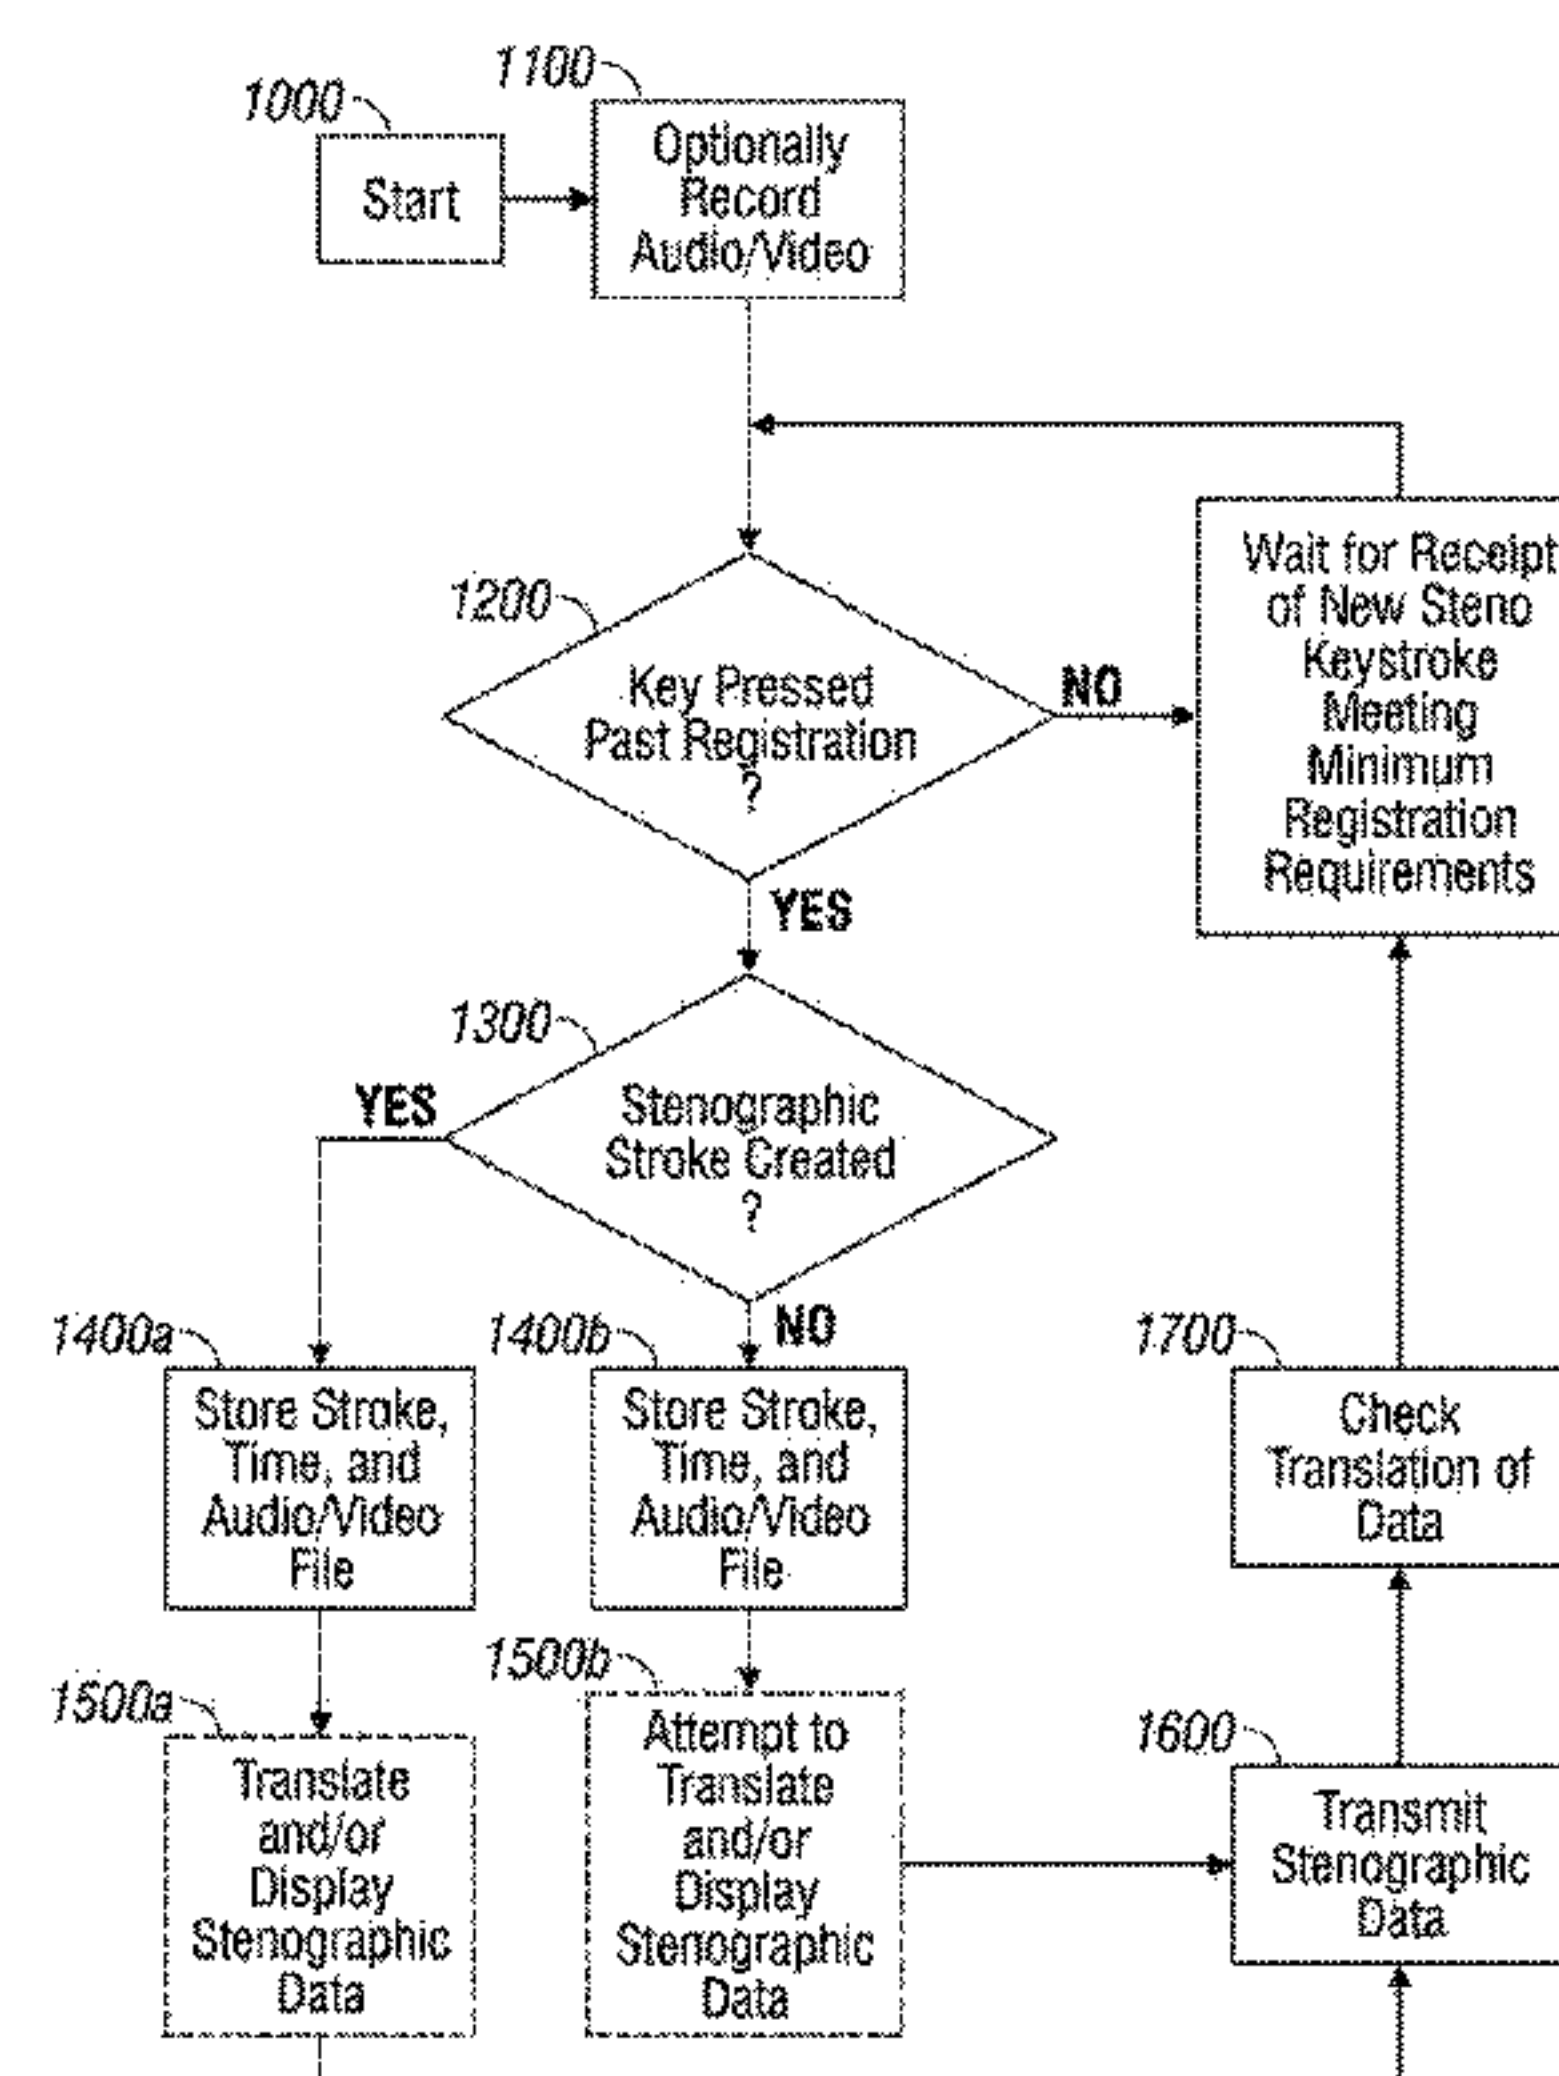 1000
Start
1100
Optionally
Record
Audio/Video
1200
Key Pressed
Past Registration
?
NO
Wait for Receipt
of New Steno
Keystroke
Meeting
Minimum
Registration
Requirements
YES
1300
Stenographic
Stroke Created
?
YES
NO
1400a
Store Stroke,
Time, and
Audio/Video
File
1400b
Store Stroke,
Time, and
Audio/Video
File
1700
Check
Translation of
Data
1500a
Translate
and/or
Display
Stenographic
Data
1500b
Attempt to
Translate
and/or
Display
Stenographic
Data
1600
Transmit
Stenographic
Data